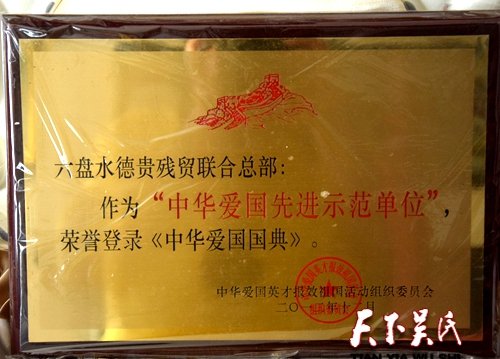 六盘水德贵残贸联合总部：
作为“中华爱国先进示范单位”，
荣誉登录《中华爱国国典》。
中华爱国英才报效祖国活动组织委员会
天下吴氏